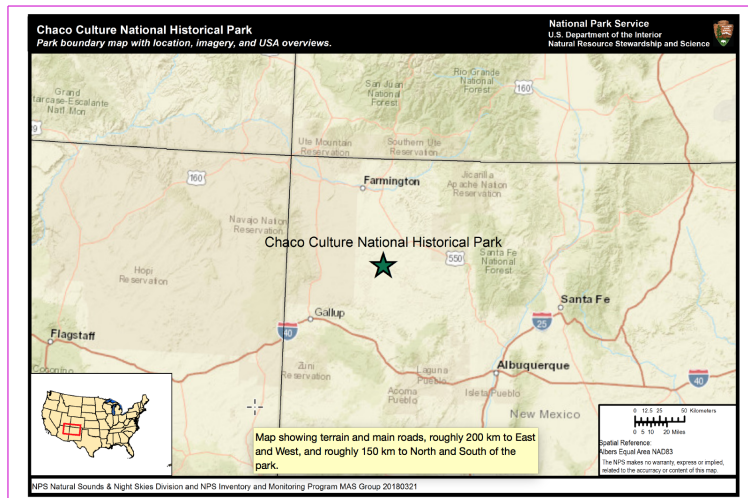 Chaco Culture National Historical Park
Park boundary map with location, imagery, and USA overviews.
National Park Service
U.S. Department of the Interior
Natural Resource Stewardship and Science
Grand
Staircase-Escalante
Natl Mon
San Juan
National
Forest
Rio Grande
National
Forest
160
Ute Mountain
Reservation
Southern Ute
Reservation
160
Farmington
Jicarilla
Apache Nation
Reservation
Navajo Nation
Reservation
Chaco Culture National Historical Park
550
Santa Fe
National
Forest
Hopi
Reservation
Santa Fe
Gallup
25
40
Flagstaff
Zuni
Reservation
Laguna
Pueblo
Albuquerque
40
Acoma
Pueblo
Isleta Pueblo
New Mexico
Coconino
Map showing terrain and main roads, roughly 200 km to East
and West, and roughly 150 km to North and South of the
park.
0 12.5 25 50 Kilometers
0 5 10 20 Miles
Spatial Reference:
Albers Equal Area NAD83
The NPS makes no warranty, express or implied,
related to the accurracy or content of this map.
NPS Natural Sounds & Night Skies Division and NPS Inventory and Monitoring Program MAS Group 20180321